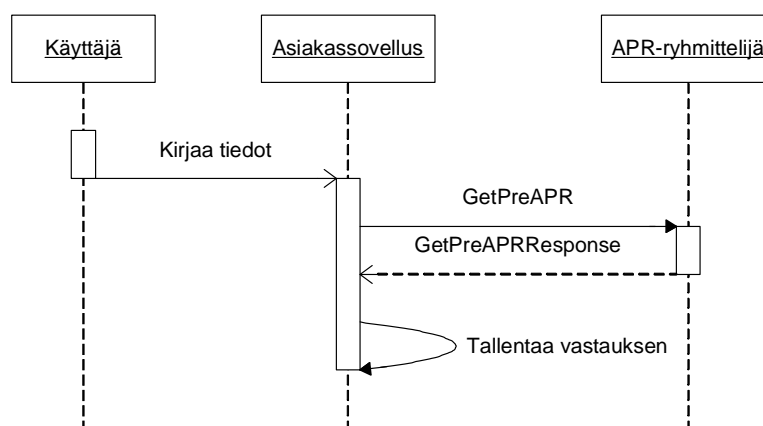 Käyttäjä
Asiakassovellus
APR-ryhmittelijä
Kirjaa tiedot
GetPreAPR
GetPreAPRResponse
Tallentaa vastauksen